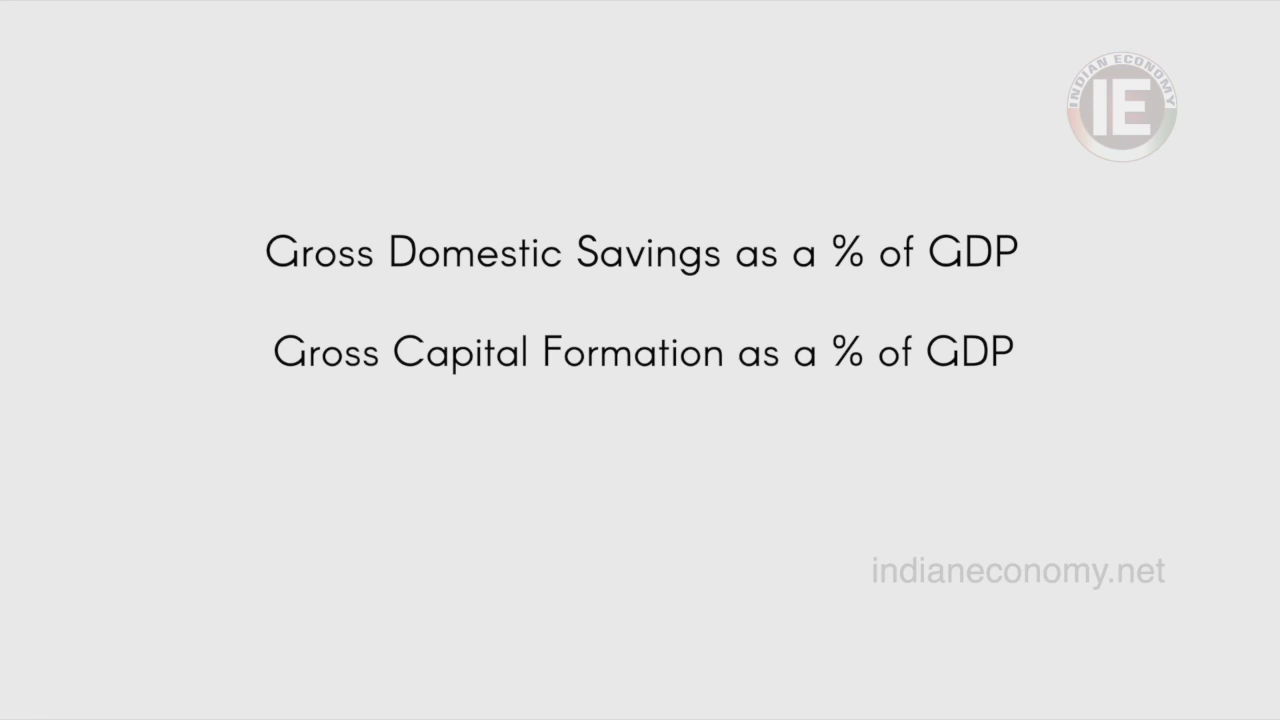 INDIAN ECONOMY
IE
Gross Domestic Savings as a % of GDP
Gross Capital Formation as a % of GDP
indianeconomy.net